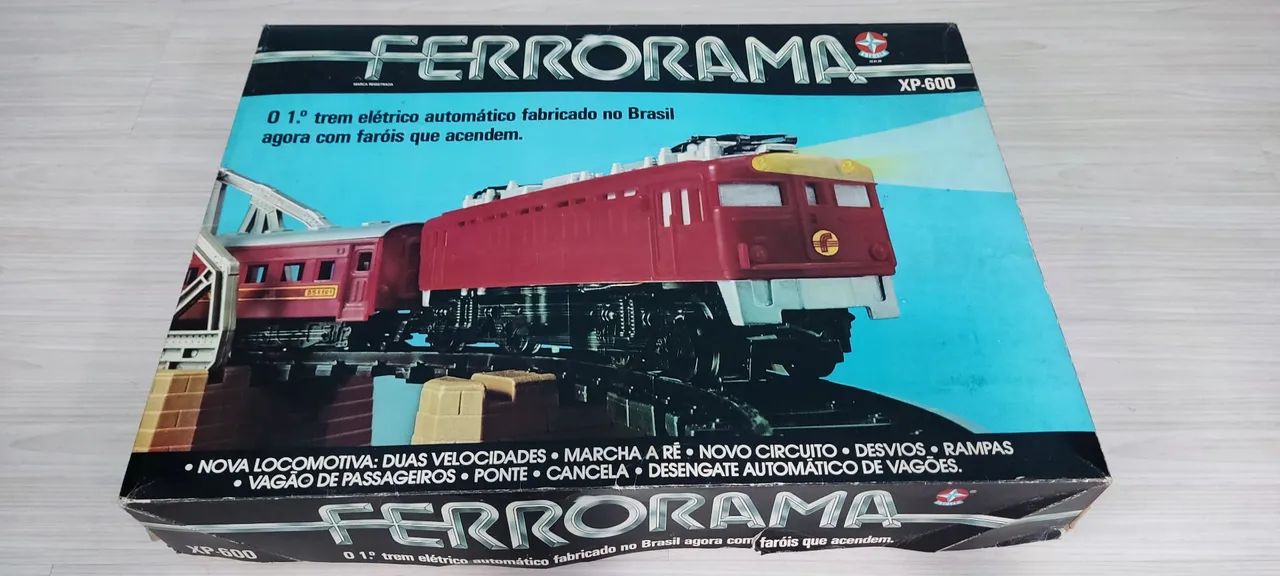 FERRORAMA
MARCA REGISTRADA
ESTRELA
XP-600
O 1.º trem elétrico automático fabricado no Brasil
agora com faróis que acendem.
• NOVA LOCOMOTIVA: DUAS VELOCIDADES • MARCHA A RÉ • NOVO CIRCUITO • DESVIOS • RAMPAS
• VAGÃO DE PASSAGEIROS • PONTE • CANCELA • DESENGATE AUTOMÁTICO DE VAGÕES.
FERRORAMA
ESTRELA
XP-600
O 1.º trem elétrico automático fabricado no Brasil agora com faróis que acendem.